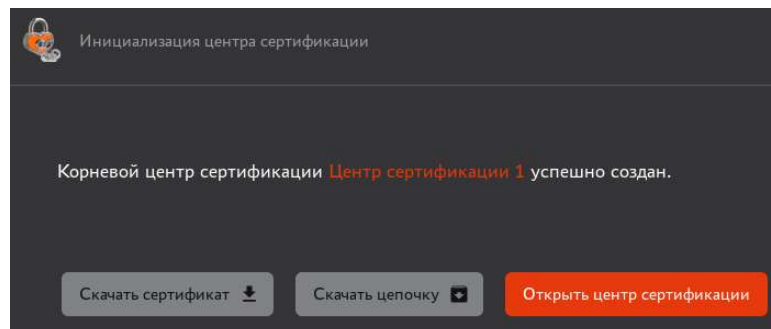 Инициализация центра сертификации
Корневой центр сертификации Центр сертификации 1 успешно создан.
Скачать сертификат
Скачать цепочку
Открыть центр сертификации